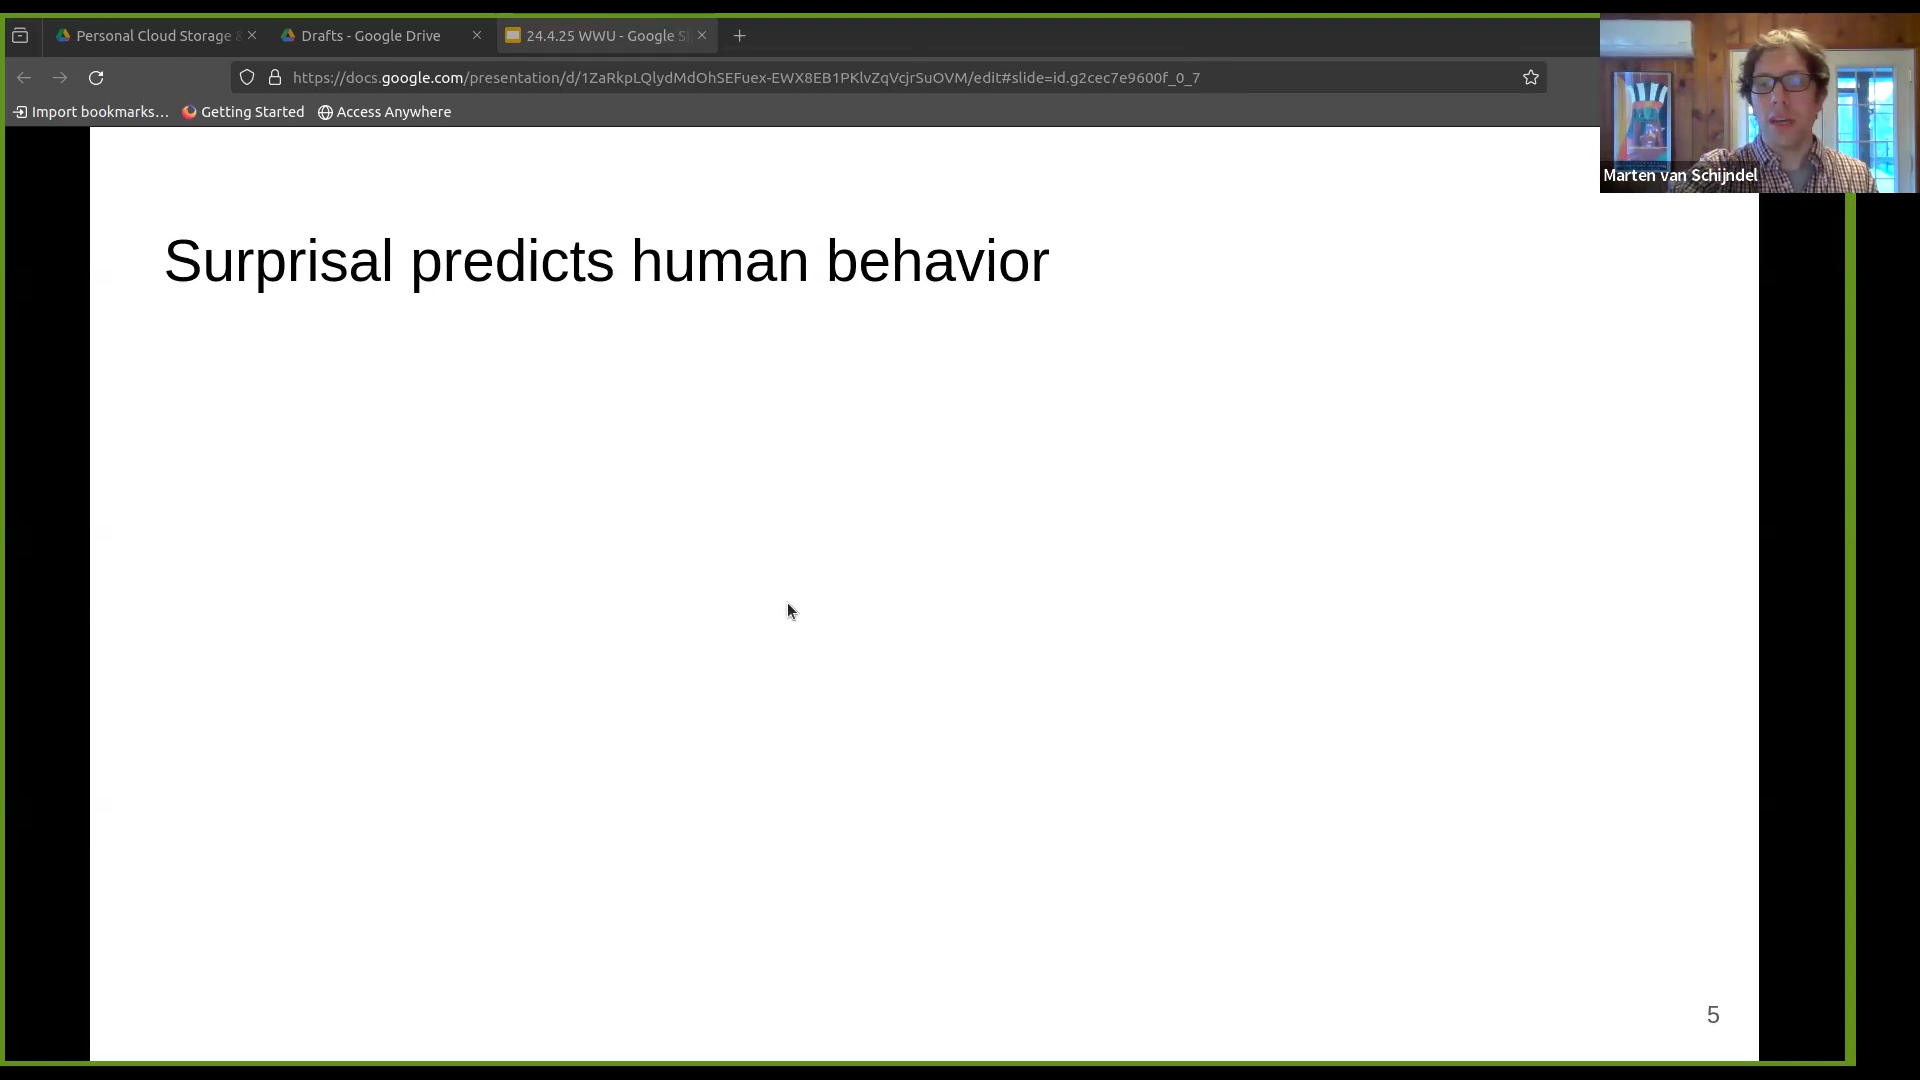 Personal Cloud Storage &
Drafts - Google Drive
24.4.25 WWU - Google Sl
https://docs.google.com/presentation/d/1ZaRkpLQlydMdOhSEFuex-EWX8EB1PKlvZqVcjrSuOVM/edit#slide=id.g2cec7e9600f_0_7
Import bookmarks…
Getting Started
Access Anywhere
Marten van Schijndel
Surprisal predicts human behavior
5